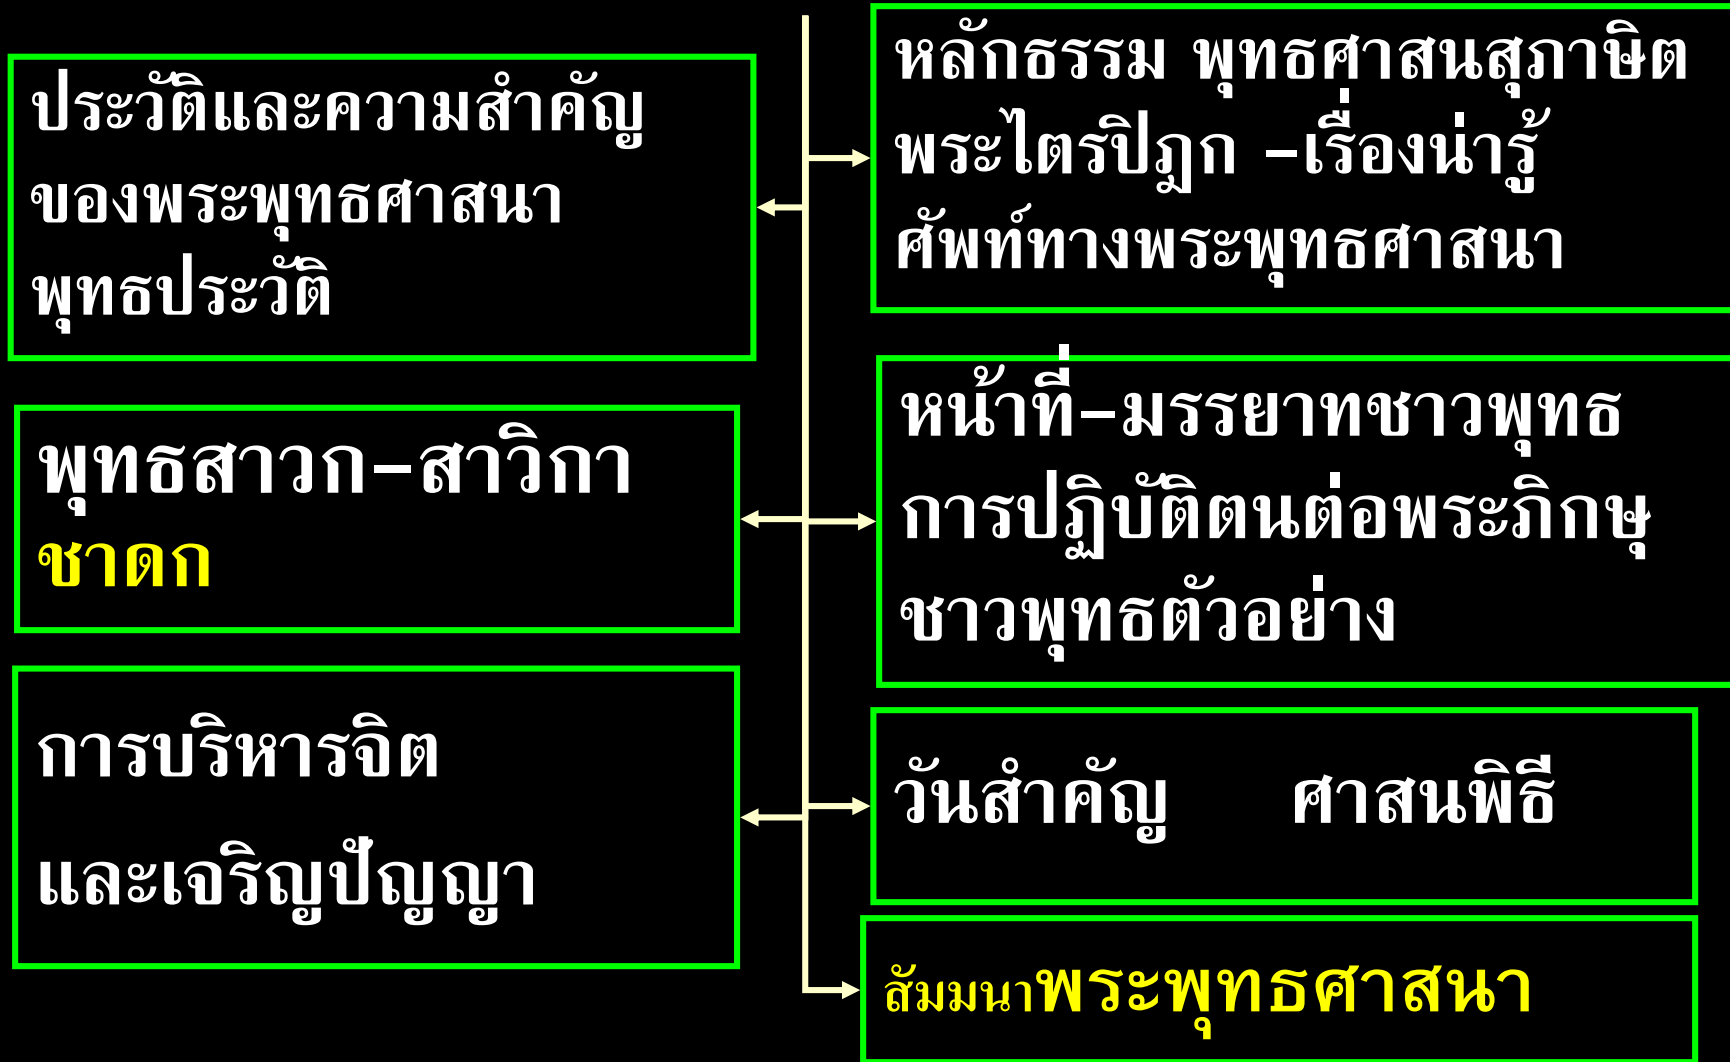 ประวัติและความสำคัญ
ของพระพุทธศาสนา
พุทธประวัติ
พุทธสาวก–สาวิกา
ชาดก
การบริหารจิต
และเจริญปัญญา
หลักธรรม พุทธศาสนสุภาษิต
พระไตรปิฎก –เรื่องน่ารู้
ศัพท์ทางพระพุทธศาสนา
หน้าที่–มรรยาทชาวพุทธ
การปฏิบัติตนต่อพระภิกษุ
ชาวพุทธตัวอย่าง
วันสำคัญ ศาสนพิธี
สัมมนาพระพุทธศาสนา